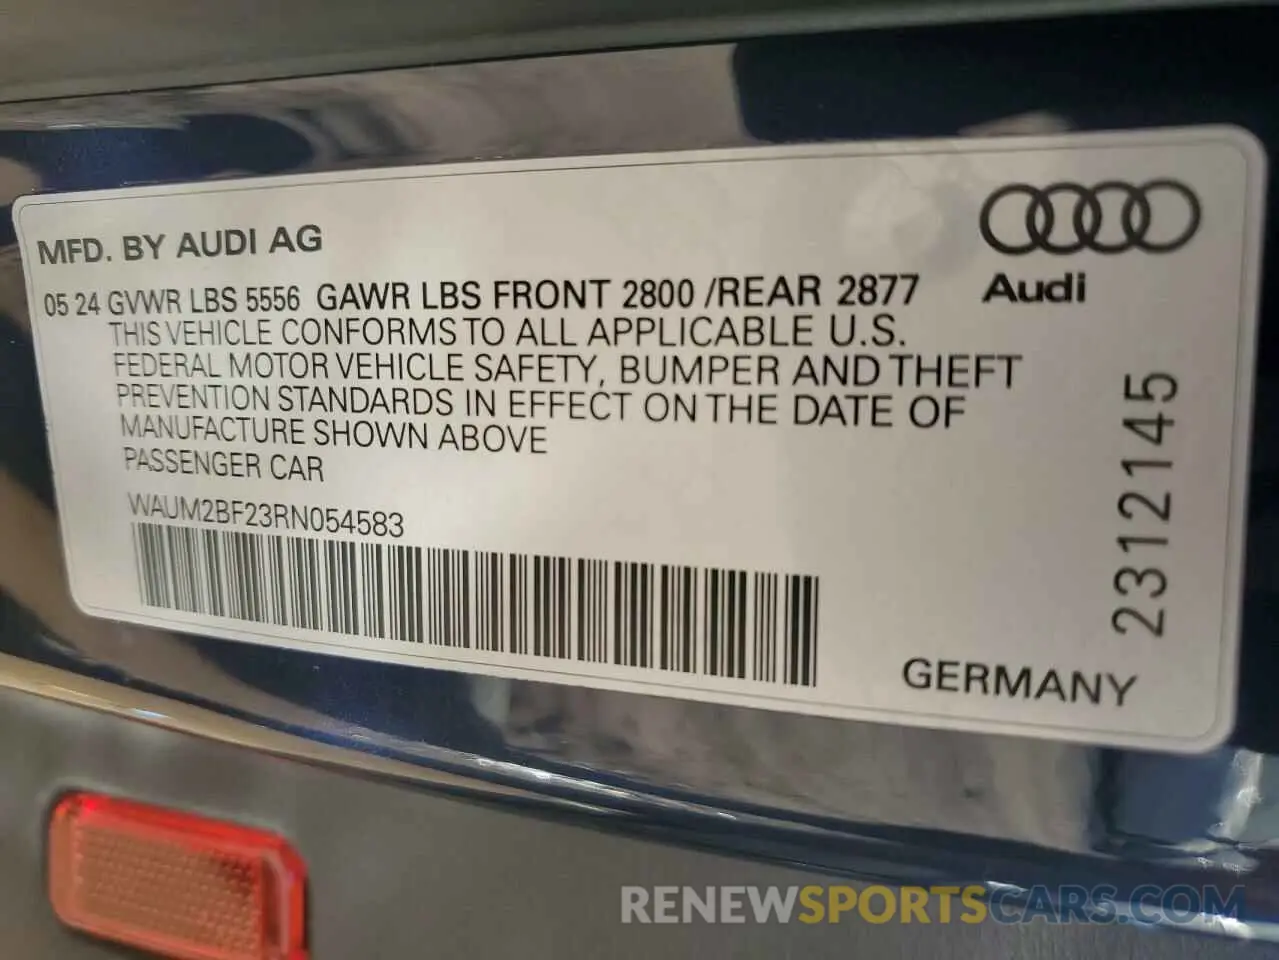 MFD. BY AUDI AG
05 24 GVWR LBS 5556 GAWR LBS FRONT 2800 /REAR 2877
THIS VEHICLE CONFORMS TO ALL APPLICABLE U.S.
FEDERAL MOTOR VEHICLE SAFETY, BUMPER AND THEFT
PREVENTION STANDARDS IN EFFECT ON THE DATE OF
MANUFACTURE SHOWN ABOVE
PASSENGER CAR
WAUM2BF23RN054583
Audi
2312145
GERMANY
RENEWSPORTSCARS.COM